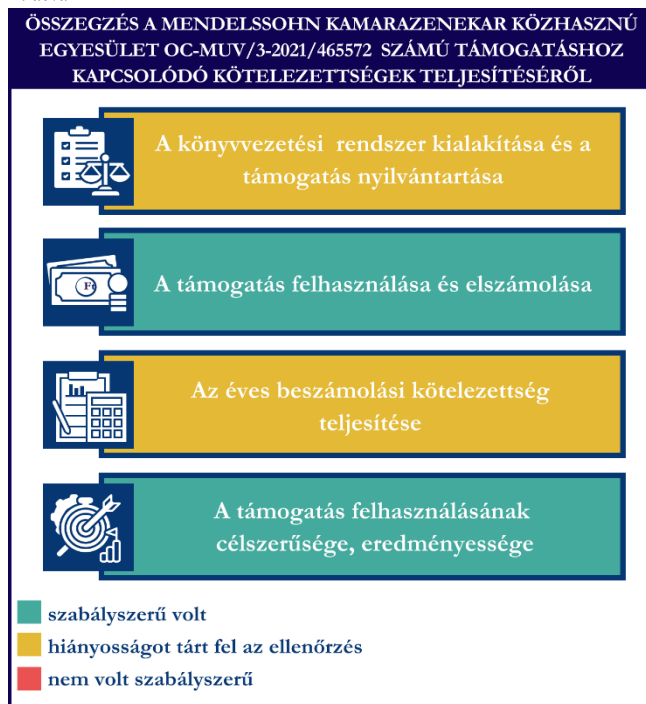 ÖSSZEGZÉS A MENDELSSOHN KAMARAZENEKAR KÖZHASZNÚ
EGYESÜLET OC-MUV/3-2021/465572 SZÁMÚ TÁMOGATÁSHOZ
KAPCSOLÓDÓ KÖTELEZETTSÉGEK TELJESÍTÉSÉRŐL
A könyvvezetési rendszer kialakítása és a
támogatás nyilvántartása
Ft
A támogatás felhasználása és elszámolása
Az éves beszámolási kötelezettség
teljesítése
A támogatás felhasználásának
célszerűsége, eredményessége
szabályszerű volt
hiányosságot tárt fel az ellenőrzés
nem volt szabályszerű